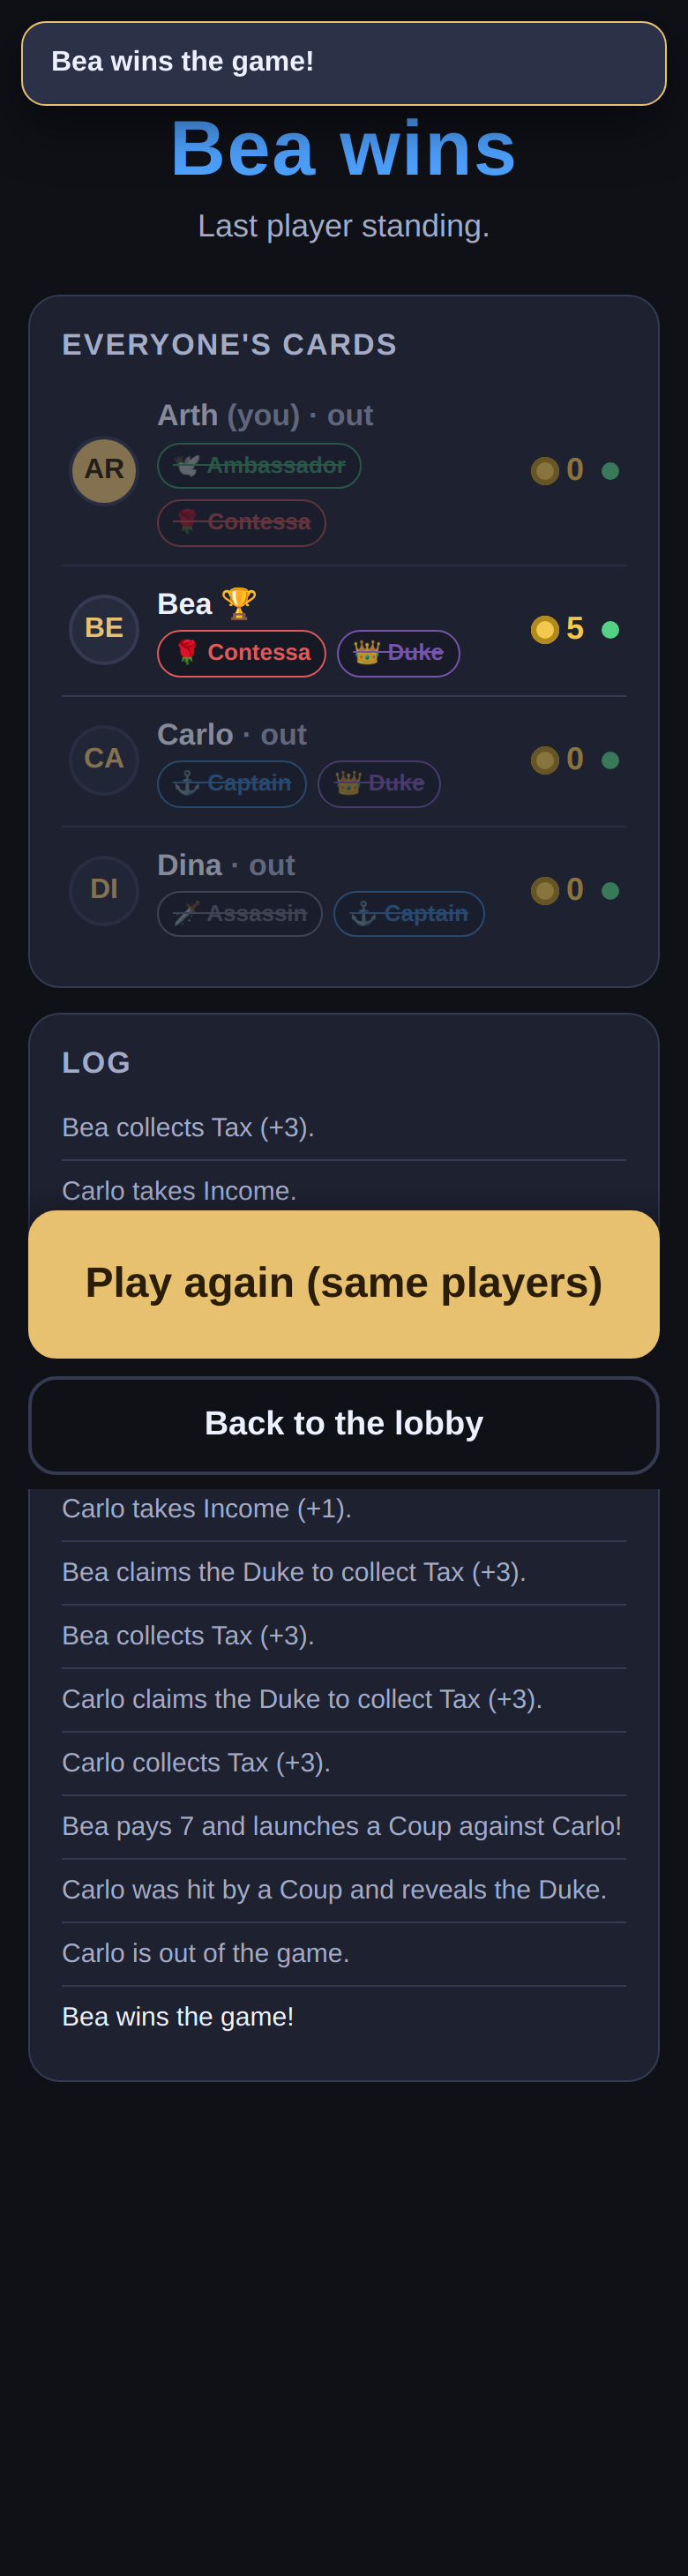 Bea wins the game!
Bea wins
Last player standing.
EVERYONE'S CARDS
AR
Arth (you) · out
Ambassador
Contessa
0
BE
Bea
Contessa
Duke
5
CA
Carlo · out
Captain
Duke
0
DI
Dina · out
Assassin
Captain
0
LOG
Bea collects Tax (+3).
Carlo takes Income.
Play again (same players)
Back to the lobby
Carlo takes Income (+1).
Bea claims the Duke to collect Tax (+3).
Bea collects Tax (+3).
Carlo claims the Duke to collect Tax (+3).
Carlo collects Tax (+3).
Bea pays 7 and launches a Coup against Carlo!
Carlo was hit by a Coup and reveals the Duke.
Carlo is out of the game.
Bea wins the game!